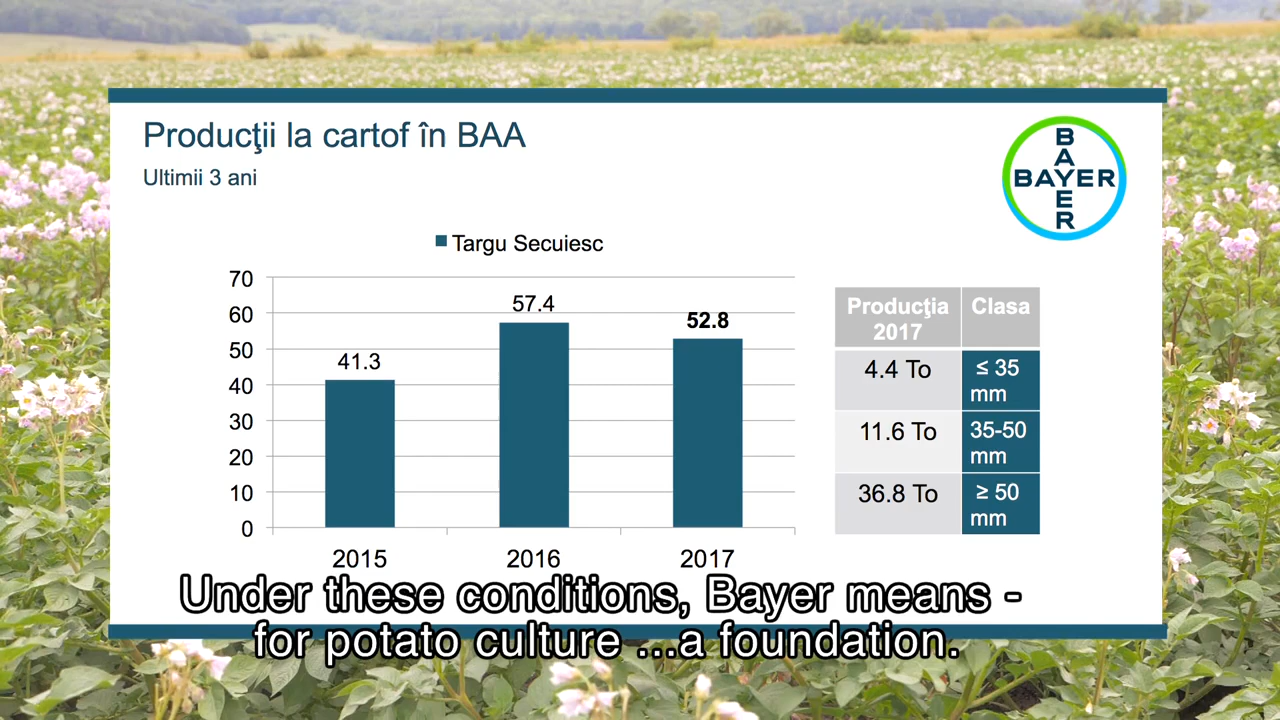 Producţii la cartof în BAA
Ultimii 3 ani
BAYER
BAYER
Targu Secuiesc
70
60
50
40
30
20
10
0
41.3
57.4
52.8
2015
2016
2017
Producţia Clasa
2017
4.4 To ≤ 35
mm
11.6 To 35-50
mm
36.8 To ≥ 50
mm
Under these conditions, Bayer means -
for potato culture ...a foundation.